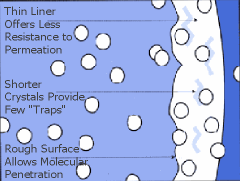 Thin Liner
Offers Less
Resistance to
Permeation
Shorter
Crystals Provide
Few "Traps"
Rough Surface
Allows Molecular
Penetration